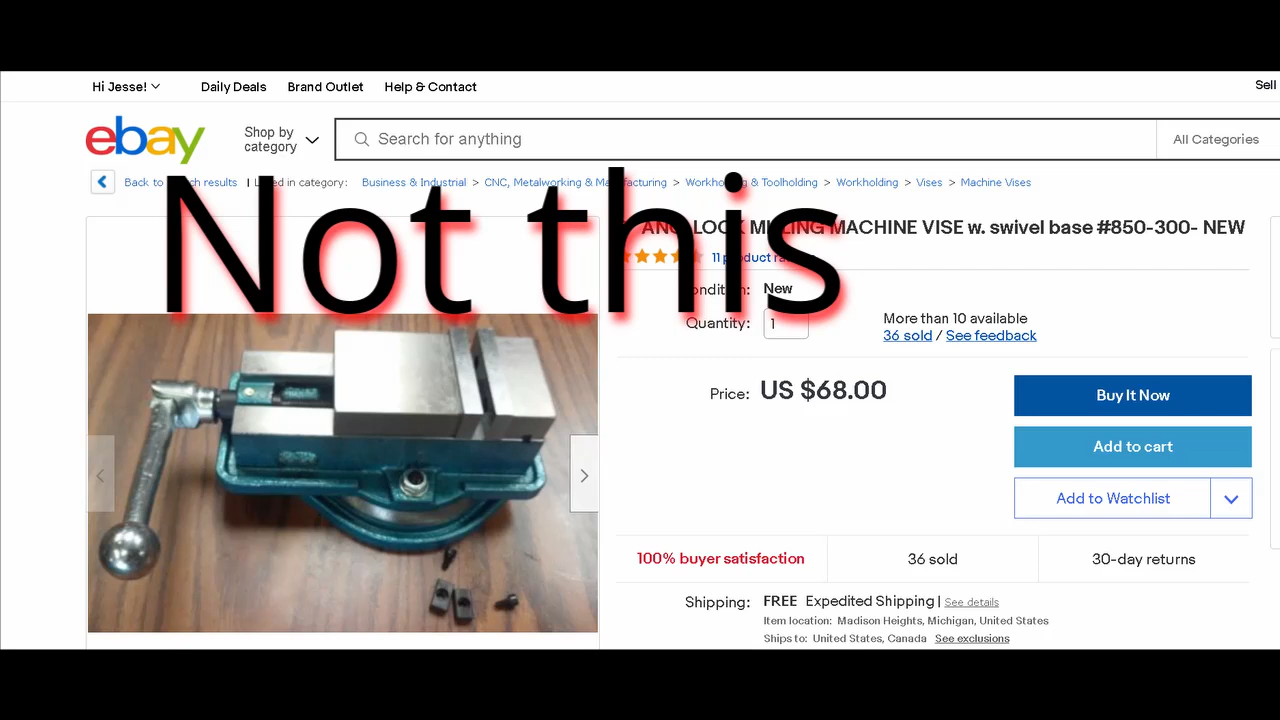 Hi Jesse! Daily Deals Brand Outlet Help & Contact Sell
ebay Shop by category Search for anything All Categories
Back to results | in category: Business & Industrial > CNC, Metalworking & > & Toolholding > Workholding > Vises > Machine Vises
Not this
MACHINE VISE w. swivel base #850-300- NEW
11
New
Quantity: 1
More than 10 available
36 sold / See feedback
Price: US $68.00
Buy It Now
Add to cart
Add to Watchlist
100% buyer satisfaction 36 sold 30-day returns
Shipping: FREE Expedited Shipping | See details
Item location: Madison Heights, Michigan, United States
Ships to: United States, Canada See exclusions